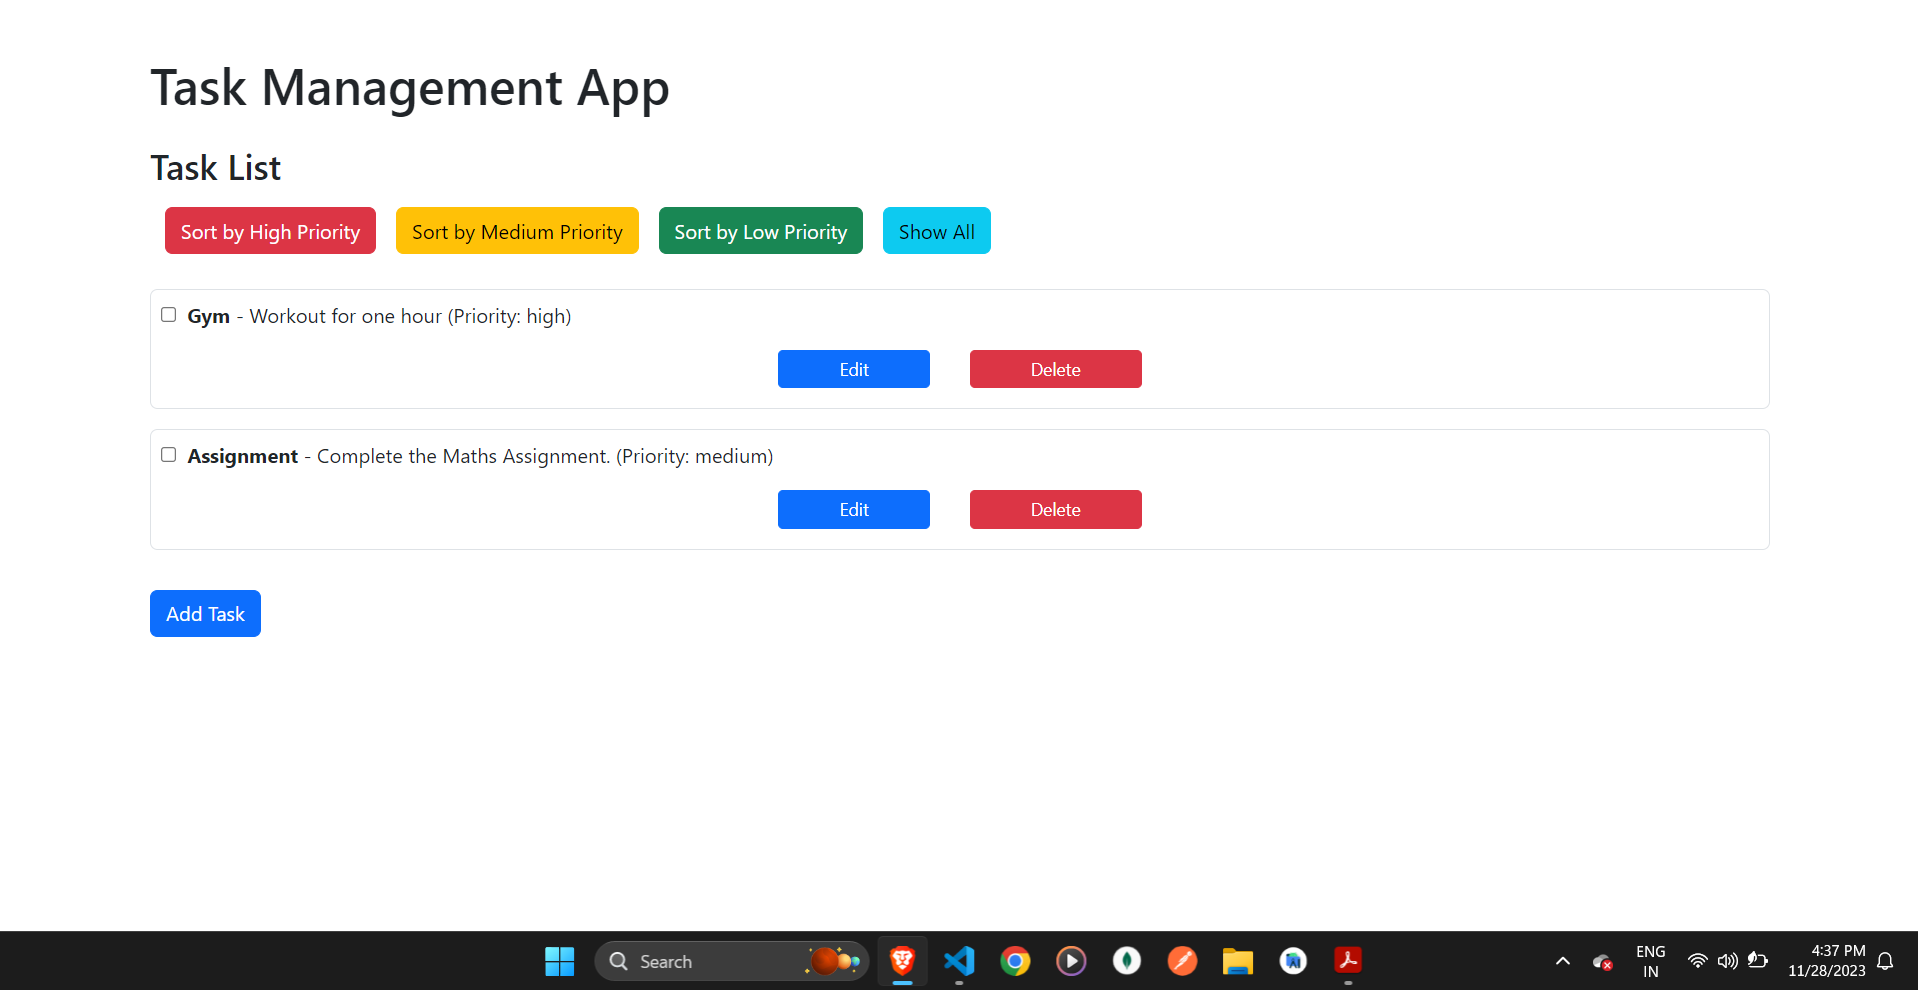 Task Management App
Task List
Sort by High Priority Sort by Medium Priority Sort by Low Priority Show All
Gym - Workout for one hour (Priority: high)
Edit Delete
Assignment - Complete the Maths Assignment. (Priority: medium)
Edit Delete
Add Task
Search
ENG
IN
4:37 PM
11/28/2023